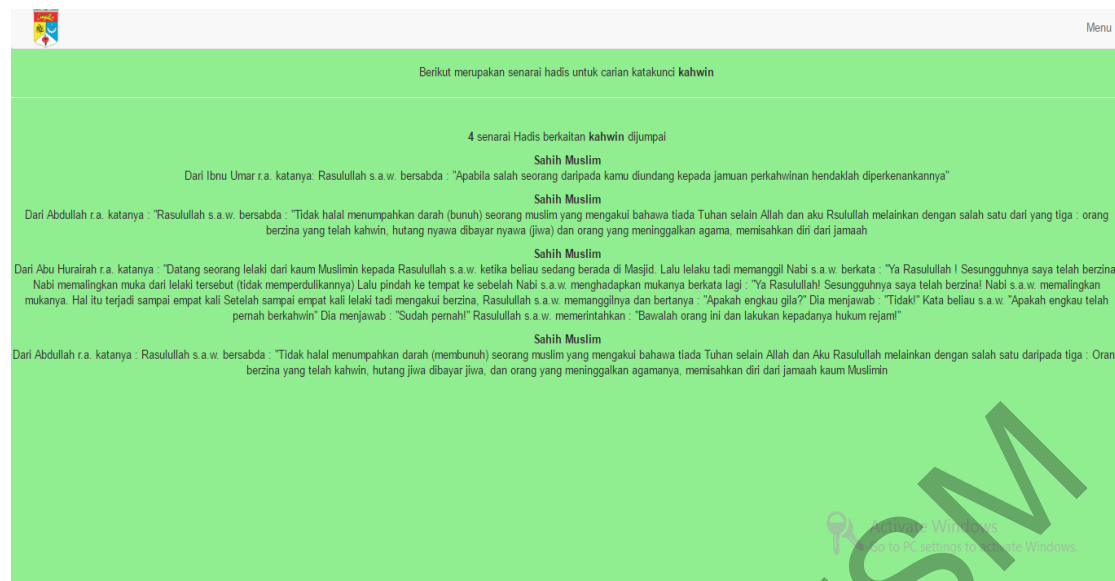 Menu
Berikut merupakan senarai hadis untuk carian katakunci kahwin
4 senarai Hadis berkaitan kahwin dijumpai
Sahih Muslim
Dari Ibnu Umar r.a. katanya: Rasulullah s.a.w. bersabda : "Apabila salah seorang daripada kamu diundang kepada jamuan perkahwinan hendaklah diperkenankannya"
Sahih Muslim
Dari Abdullah r.a. katanya : "Rasulullah s.a.w. bersabda : "Tidak halal menumpahkan darah (bunuh) seorang muslim yang mengakui bahawa tiada Tuhan selain Allah dan aku Rsulullah melainkan dengan salah satu dari yang tiga : orang
berzina yang telah kahwin, hutang nyawa dibayar nyawa (jiwa) dan orang yang meninggalkan agama, memisahkan diri dari jamaah
Sahih Muslim
Dari Abu Hurairah r.a. katanya : "Datang seorang lelaki dari kaum Muslimin kepada Rasulullah s.a.w. ketika beliau sedang berada di Masjid. Lalu lelaku tadi memanggil Nabi s.a.w. berkata : "Ya Rasulullah ! Sesungguhnya saya telah berzina
Nabi memalingkan muka dari lelaki tersebut (tidak memperdulikannya) Lalu pindah ke tempat ke sebelah Nabi s.a.w. menghadapkan mukanya berkata lagi : "Ya Rasulullah! Sesungguhnya saya telah berzina! Nabi s.a.w. memalingkan
mukanya. Hal itu terjadi sampai empat kali Setelah sampai empat kali lelaki tadi mengakui berzina, Rasulullah s.a.w. memanggilnya dan bertanya : "Apakah engkau gila?" Dia menjawab : "Tidak!" Kata beliau s.a.w. "Apakah engkau telah
pernah berkahwin" Dia menjawab : "Sudah pernah!" Rasulullah s.a.w. memerintahkan : "Bawalah orang ini dan lakukan kepadanya hukum rejam!"
Sahih Muslim
Dari Abdullah r.a. katanya : Rasulullah s.a.w. bersabda : "Tidak halal menumpahkan darah (membunuh) seorang muslim yang mengakui bahawa tiada Tuhan selain Allah dan Aku Rasulullah melainkan dengan salah satu daripada tiga : Oran
berzina yang telah kahwin, hutang jiwa dibayar jiwa, dan orang yang meninggalkan agamanya, memisahkan diri dari jamaah kaum Muslimin
Activate Windows
Go to PC settings to activate Windows.
SM